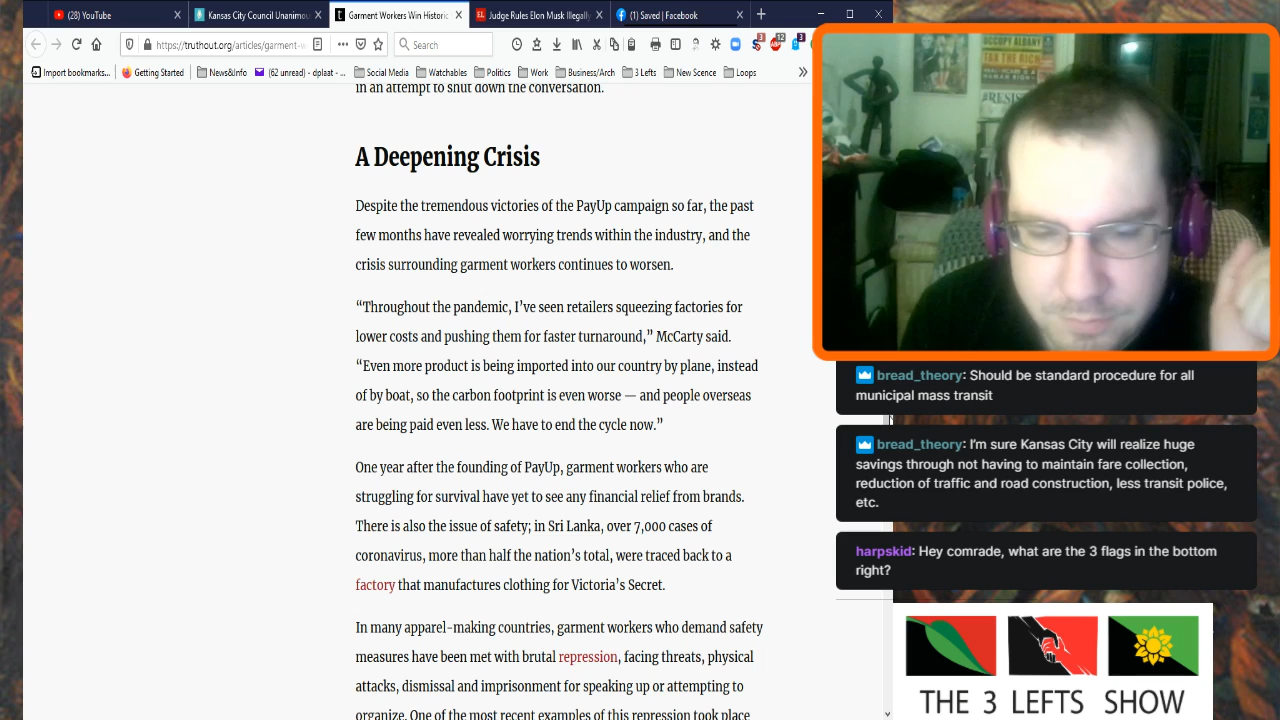 (28) YouTube
Kansas City Council Unanimou
Garment Workers Win Historic
Judge Rules Elon Musk Illegally
(1) Saved | Facebook
https://truthout.org/articles/garment-w
Search
Import bookmarks...
Getting Started
News&Info
(62 unread) - dplaat - ...
Social Media
Watchables
Politics
Work
Business/Arch
3 Lefts
New Scence
Loops
in an attempt to shut down the conversation.
A Deepening Crisis
Despite the tremendous victories of the PayUp campaign so far, the past
few months have revealed worrying trends within the industry, and the
crisis surrounding garment workers continues to worsen.
“Throughout the pandemic, I’ve seen retailers squeezing factories for
lower costs and pushing them for faster turnaround,” McCarty said.
“Even more product is being imported into our country by plane, instead
of by boat, so the carbon footprint is even worse — and people overseas
are being paid even less. We have to end the cycle now.”
One year after the founding of PayUp, garment workers who are
struggling for survival have yet to see any financial relief from brands.
There is also the issue of safety; in Sri Lanka, over 7,000 cases of
coronavirus, more than half the nation’s total, were traced back to a
factory that manufactures clothing for Victoria’s Secret.
In many apparel-making countries, garment workers who demand safety
measures have been met with brutal repression, facing threats, physical
attacks, dismissal and imprisonment for speaking up or attempting to
organize. One of the most recent examples of this repression took place
OCCUPY ALBANY
TAX THE RICH
#RESIS
bread_theory: Should be standard procedure for all
municipal mass transit
bread_theory: I’m sure Kansas City will realize huge
savings through not having to maintain fare collection,
reduction of traffic and road construction, less transit police,
etc.
harpskid: Hey comrade, what are the 3 flags in the bottom
right?
THE 3 LEFTS SHOW